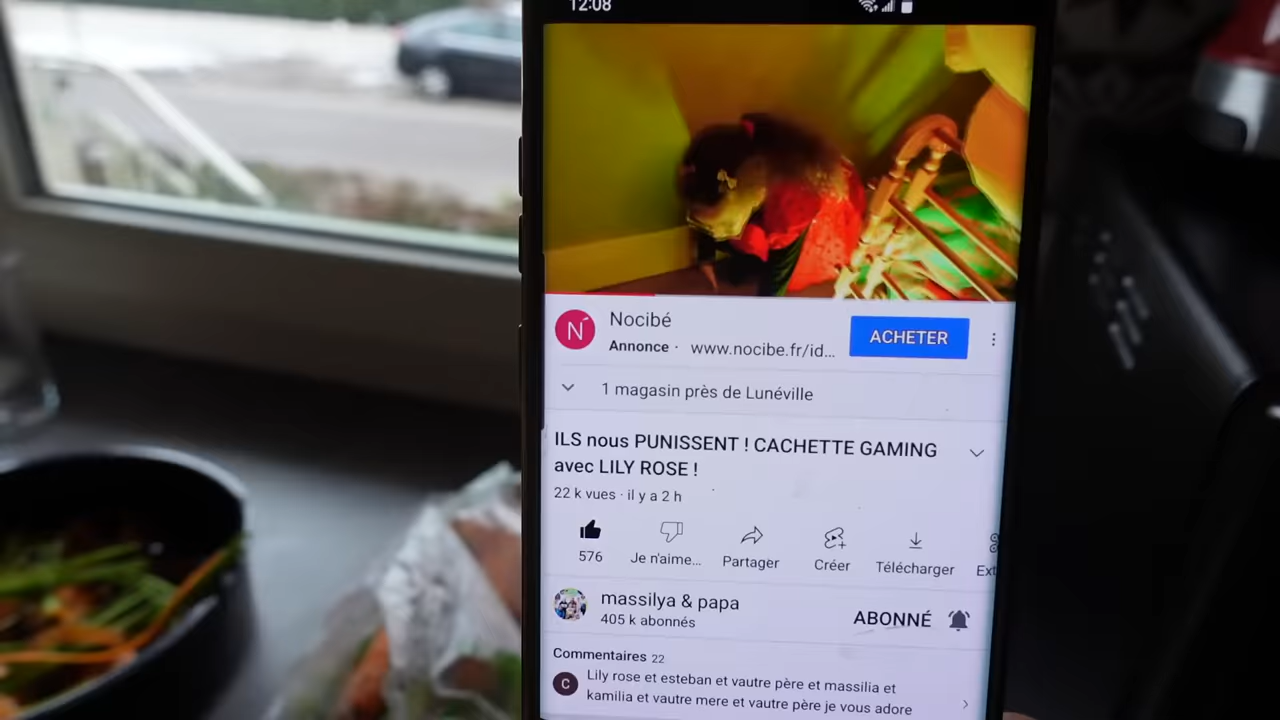 12:08
N
Nocibé
Annonce · www.nocibe.fr/id...
ACHETER
1 magasin près de Lunéville
ILS nous PUNISSENT ! CACHETTE GAMING
avec LILY ROSE !
22 k vues · il y a 2 h
576
Je n'aime...
Partager
Créer
Télécharger
Ext
massilya & papa
405 k abonnés
ABONNÉ
Commentaires 22
C
Lily rose et esteban et vautre père et massilia et
kamilia et vautre mere et vautre père je vous adore